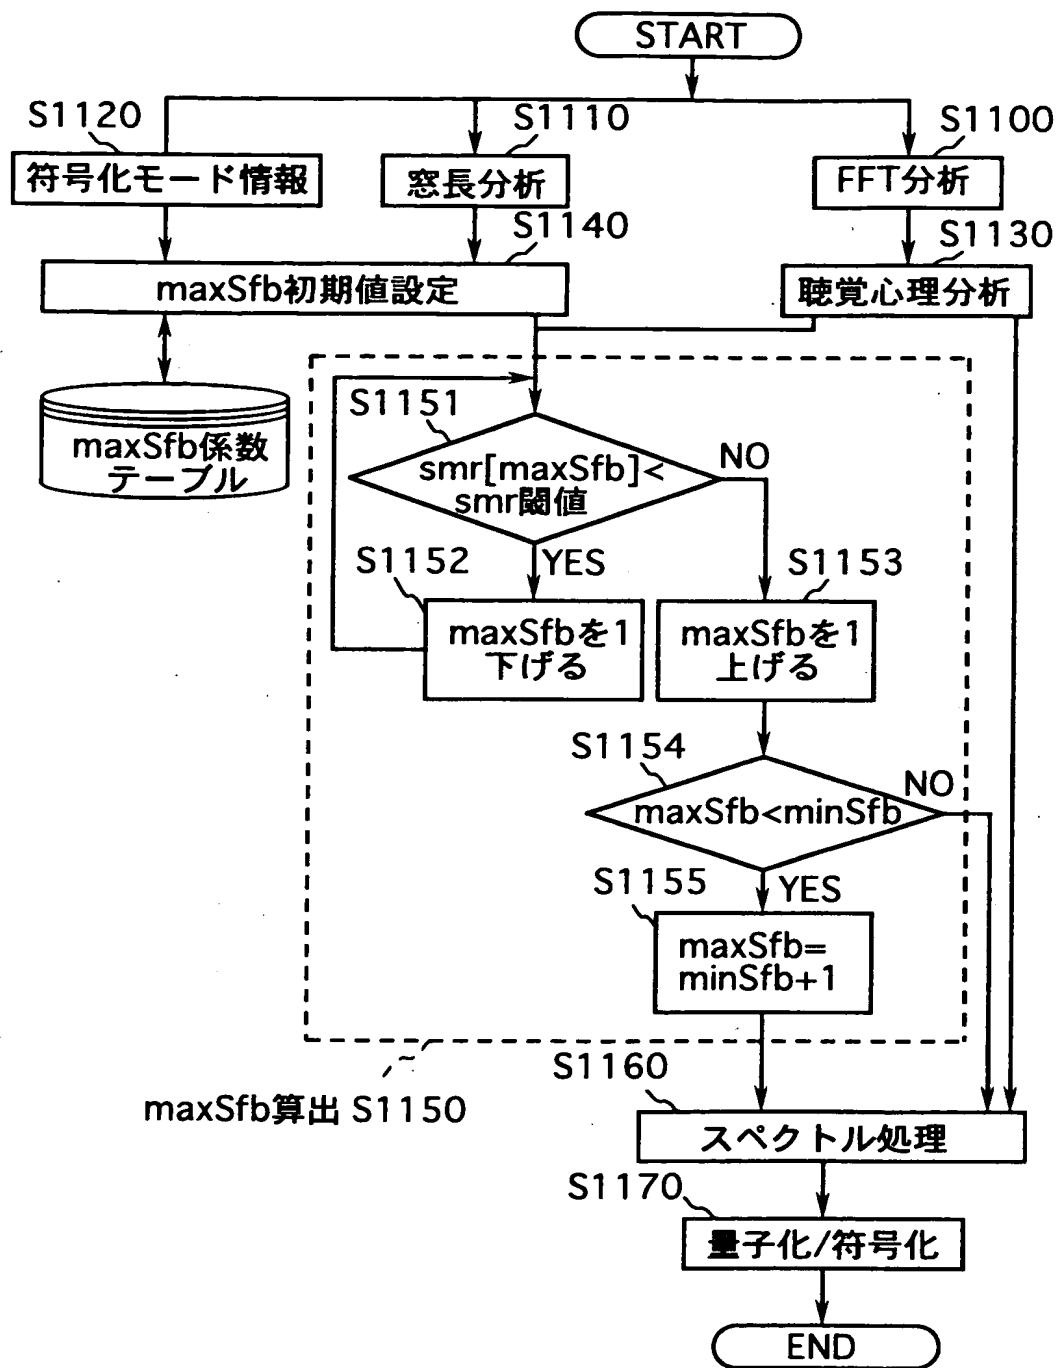 START
S1120
S1110
S1100
符号化モード情報
窓長分析
FFT分析
S1140
S1130
maxSfb初期値設定
聴覚心理分析
maxSfb係数
テーブル
S1151
smr[maxSfb]<
smr閾値
NO
YES
S1152
S1153
maxSfbを1
下げる
maxSfbを1
上げる
S1154
NO
maxSfb<minSfb
S1155
YES
maxSfb=
minSfb+1
maxSfb算出 S1150
S1160
スペクトル処理
S1170
量子化/符号化
END